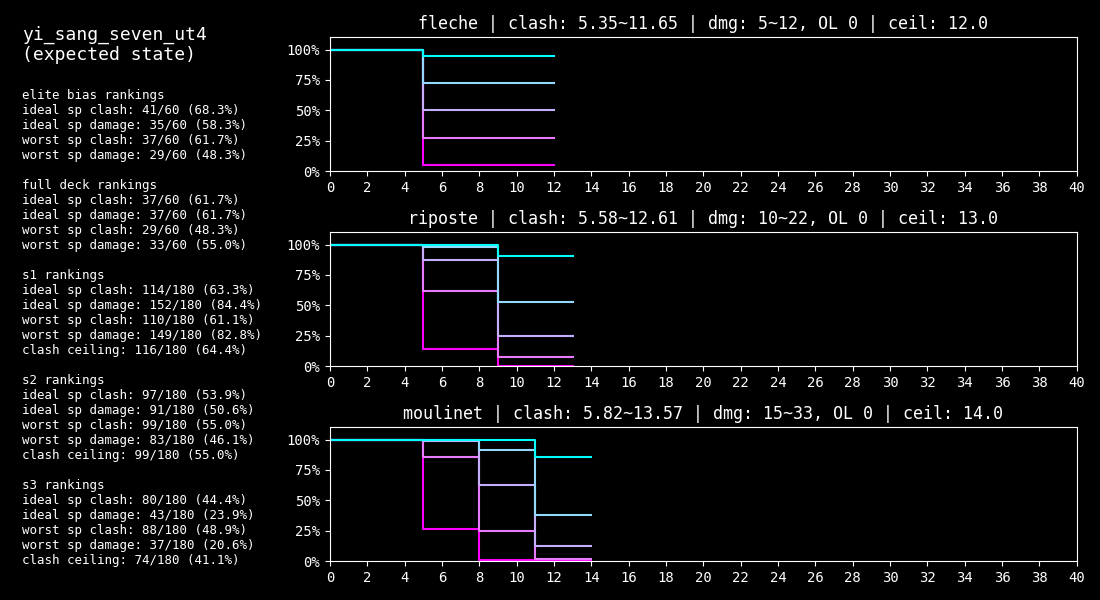 yi_sang_seven_ut4
(expected state)
elite bias rankings
ideal sp clash: 41/60 (68.3%)
ideal sp damage: 35/60 (58.3%)
worst sp clash: 37/60 (61.7%)
worst sp damage: 29/60 (48.3%)
full deck rankings
ideal sp clash: 37/60 (61.7%)
ideal sp damage: 37/60 (61.7%)
worst sp clash: 29/60 (48.3%)
worst sp damage: 33/60 (55.0%)
s1 rankings
ideal sp clash: 114/180 (63.3%)
ideal sp damage: 152/180 (84.4%)
worst sp clash: 110/180 (61.1%)
worst sp damage: 149/180 (82.8%)
clash ceiling: 116/180 (64.4%)
s2 rankings
ideal sp clash: 97/180 (53.9%)
ideal sp damage: 91/180 (50.6%)
worst sp clash: 99/180 (55.0%)
worst sp damage: 83/180 (46.1%)
clash ceiling: 99/180 (55.0%)
s3 rankings
ideal sp clash: 80/180 (44.4%)
ideal sp damage: 43/180 (23.9%)
worst sp clash: 88/180 (48.9%)
worst sp damage: 37/180 (20.6%)
clash ceiling: 74/180 (41.1%)
fleche | clash: 5.35~11.65 | dmg: 5~12, OL 0 | ceil: 12.0
100%
75%
50%
25%
0%
0 2 4 6 8 10 12 14 16 18 20 22 24 26 28 30 32 34 36 38 40
riposte | clash: 5.58~12.61 | dmg: 10~22, OL 0 | ceil: 13.0
100%
75%
50%
25%
0%
0 2 4 6 8 10 12 14 16 18 20 22 24 26 28 30 32 34 36 38 40
moulinet | clash: 5.82~13.57 | dmg: 15~33, OL 0 | ceil: 14.0
100%
75%
50%
25%
0%
0 2 4 6 8 10 12 14 16 18 20 22 24 26 28 30 32 34 36 38 40